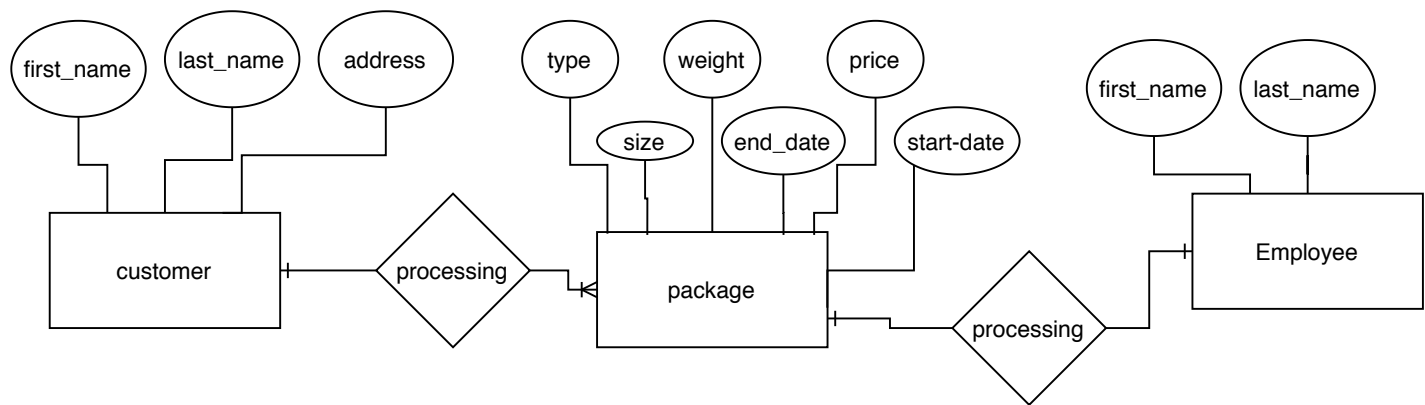 first_name
last_name
address
type
weight
price
first_name
last_name
size
end_date
start-date
customer
processing
package
processing
Employee